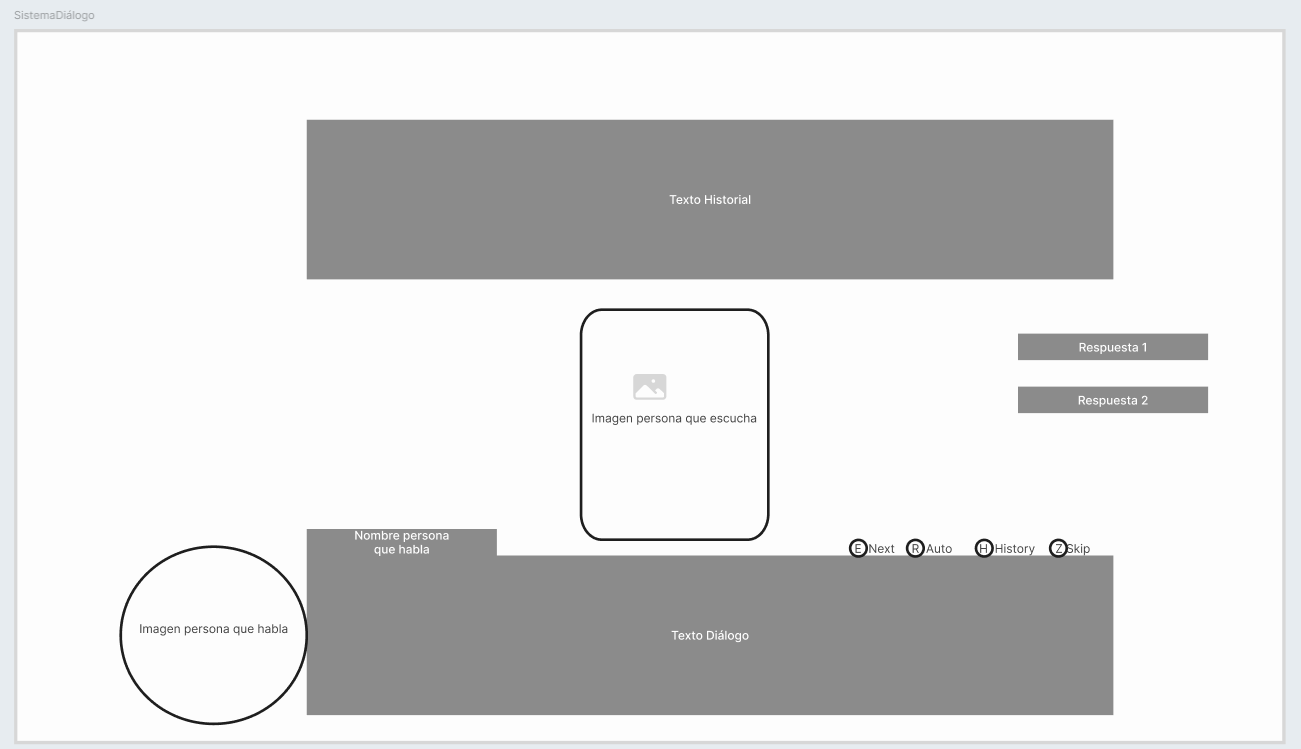 SistemaDiálogo
Texto Historial
Respuesta 1
Imagen persona que escucha
Respuesta 2
Nombre persona
que habla
E Next R Auto H History Z Skip
Imagen persona que habla
Texto Diálogo